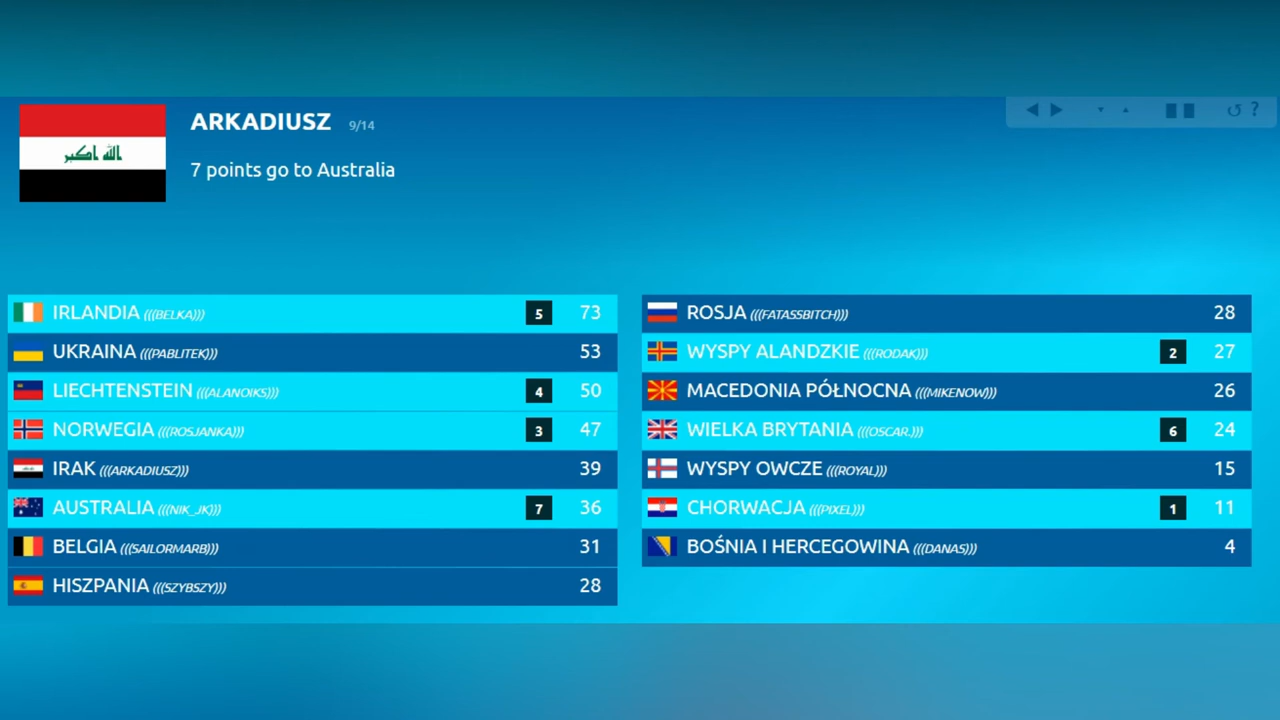 الله اكبر
ARKADIUSZ 9/14
7 points go to Australia
?
IRLANDIA (((BELKA))) 5 73
UKRAINA (((PABLITEK))) 53
LIECHTENSTEIN (((ALANOIKS))) 4 50
NORWEGIA (((ROSJANKA))) 3 47
IRAK (((ARKADIUSZ))) 39
AUSTRALIA (((NIK_JK))) 7 36
BELGIA (((SAILORMARB))) 31
HISZPANIA (((SZYBSZY))) 28
ROSJA (((FATASSBITCH))) 28
WYSPY ALANDZKIE (((RODAK))) 2 27
MACEDONIA PÓŁNOCNA (((MIKENOW))) 26
WIELKA BRYTANIA (((OSCAR.))) 6 24
WYSPY OWCZE (((ROYAL))) 15
CHORWACJA (((PIXEL))) 1 11
BOŚNIA I HERCEGOWINA (((DANAS))) 4